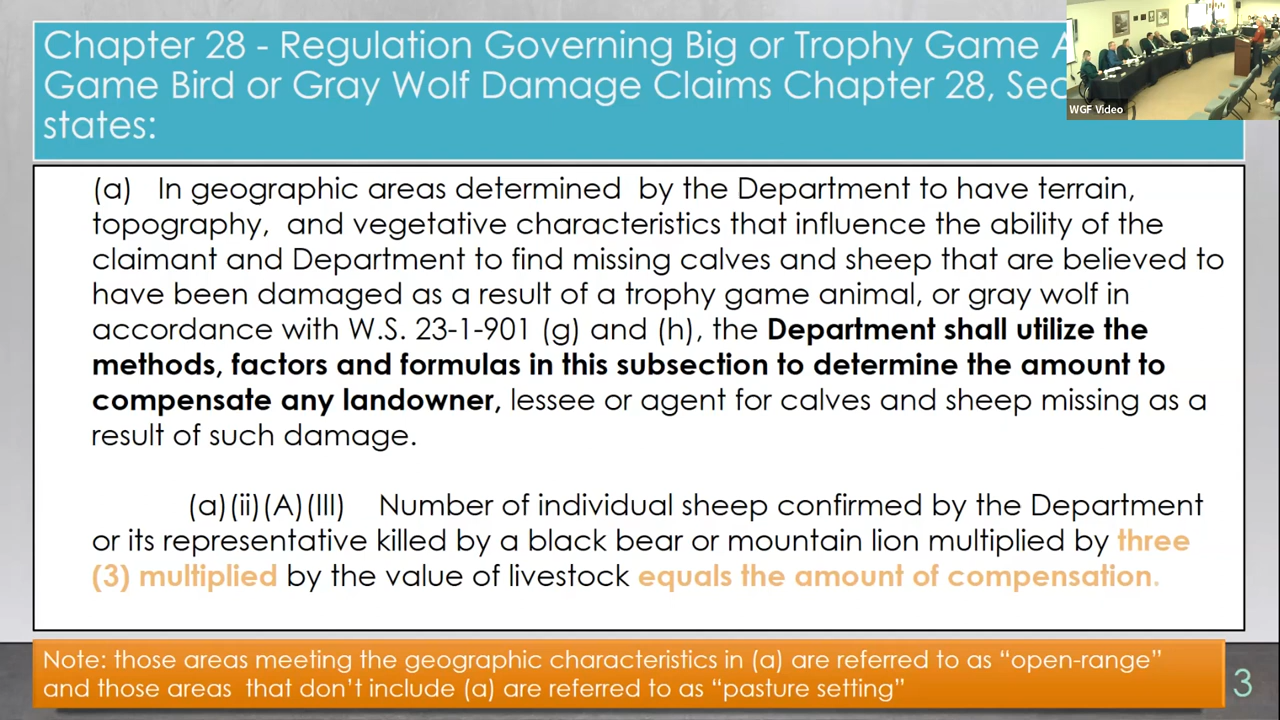 Chapter 28 - Regulation Governing Big or Trophy Game
Game Bird or Gray Wolf Damage Claims Chapter 28,
states:
WGF Video
(a) In geographic areas determined by the Department to have terrain,
topography, and vegetative characteristics that influence the ability of the
claimant and Department to find missing calves and sheep that are believed to
have been damaged as a result of a trophy game animal, or gray wolf in
accordance with W.S. 23-1-901 (g) and (h), the Department shall utilize the
methods, factors and formulas in this subsection to determine the amount to
compensate any landowner, lessee or agent for calves and sheep missing as a
result of such damage.
(a)(ii)(A)(III) Number of individual sheep confirmed by the Department
or its representative killed by a black bear or mountain lion multiplied by three
(3) multiplied by the value of livestock equals the amount of compensation.
Note: those areas meeting the geographic characteristics in (a) are referred to as “open-range”
and those areas that don’t include (a) are referred to as “pasture setting”
3